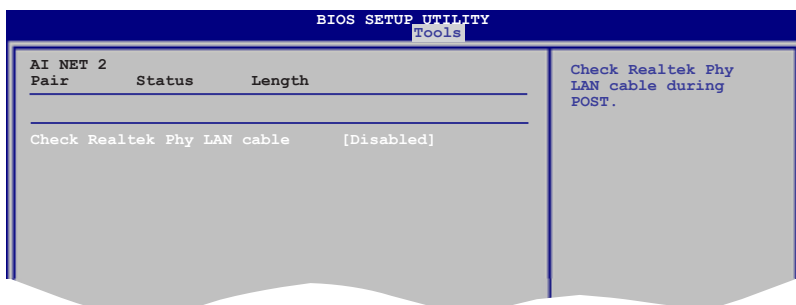 BIOS SETUP UTILITY
Tools
AI NET 2
Pair Status Length
Check Realtek Phy LAN cable [Disabled]
Check Realtek Phy
LAN cable during
POST.